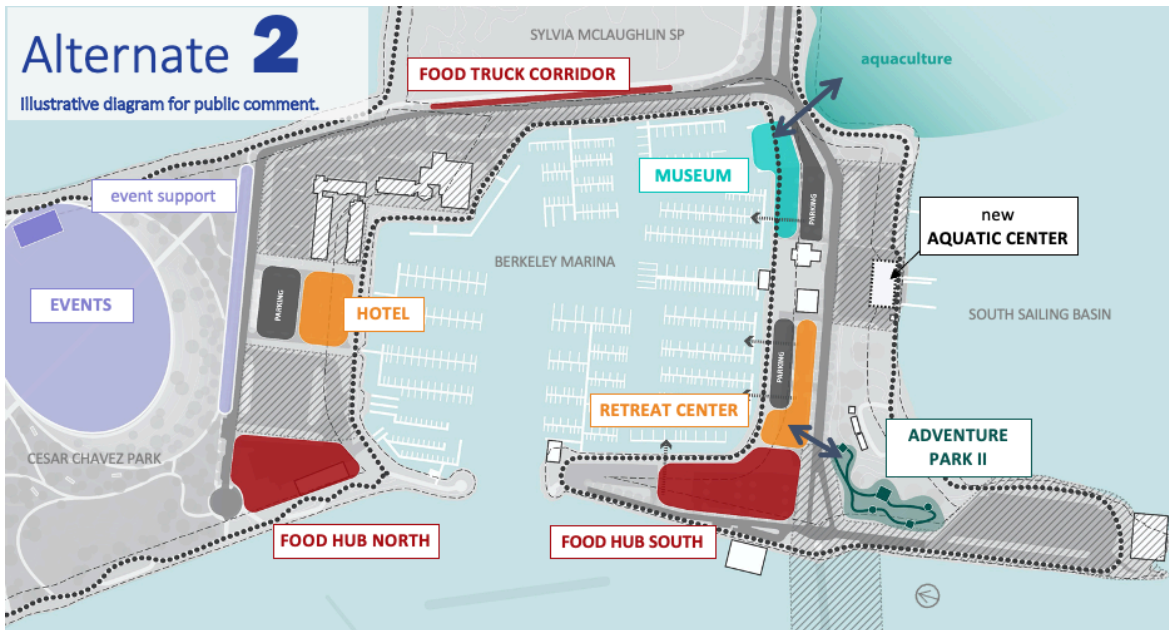 Alternate 2
Illustrative diagram for public comment.
SYLVIA MCLAUGHLIN SP
FOOD TRUCK CORRIDOR
aquaculture
event support
MUSEUM
PARKING
new
AQUATIC CENTER
BERKELEY MARINA
EVENTS
PARKING
HOTEL
SOUTH SAILING BASIN
PARKING
RETREAT CENTER
ADVENTURE
PARK II
CESAR CHAVEZ PARK
FOOD HUB NORTH
FOOD HUB SOUTH